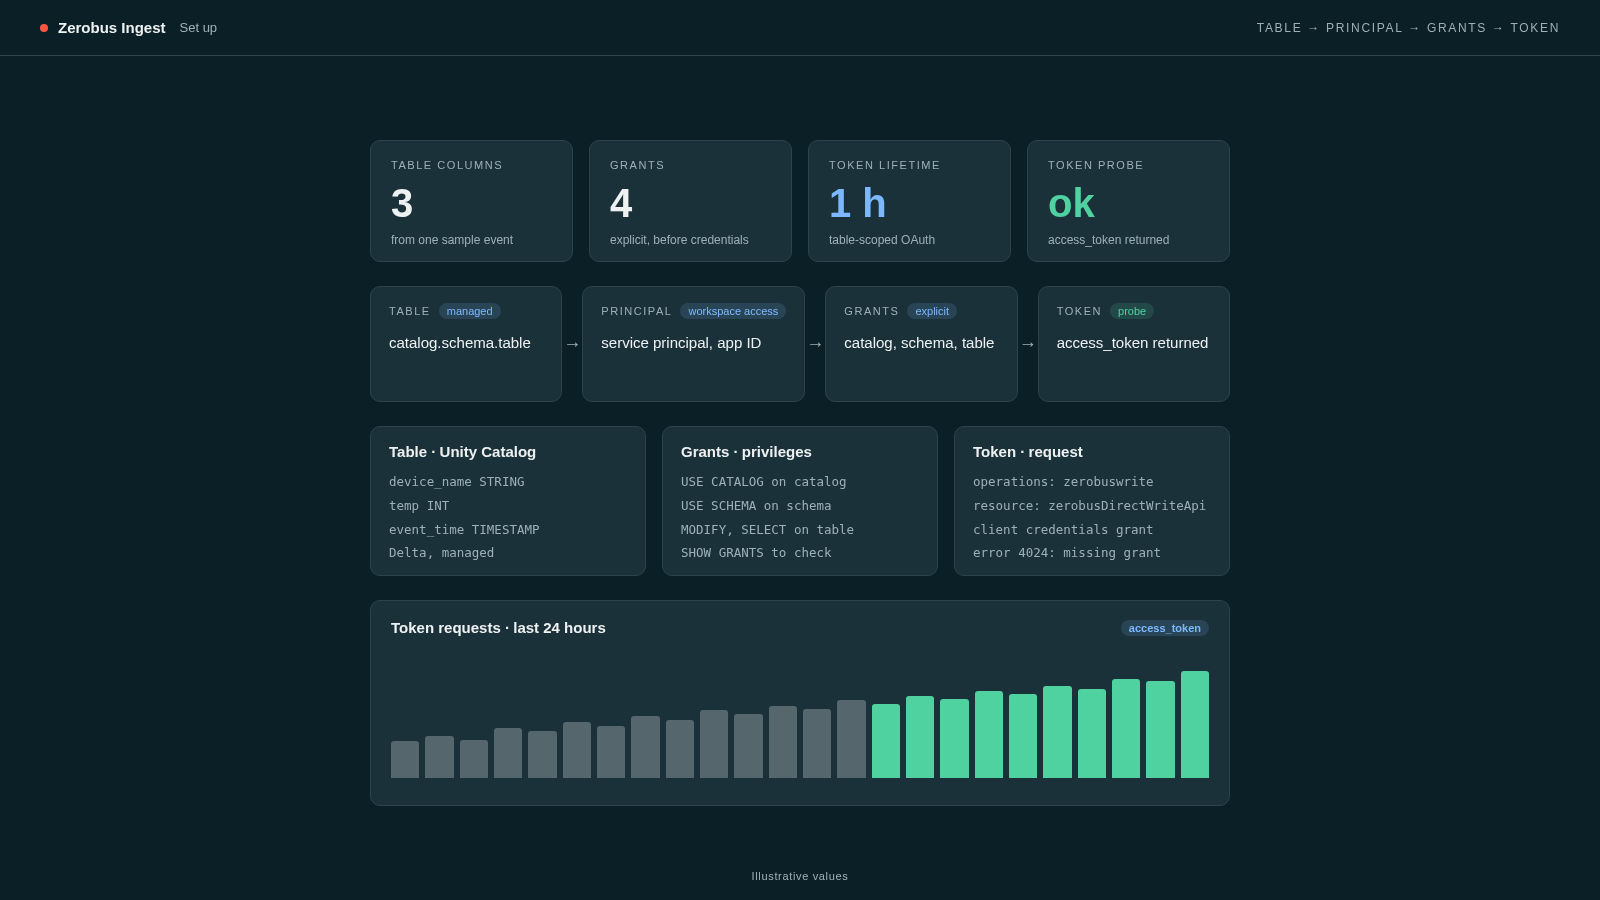 Zerobus Ingest Set up
TABLE → PRINCIPAL → GRANTS → TOKEN
TABLE COLUMNS
3
from one sample event
GRANTS
4
explicit, before credentials
TOKEN LIFETIME
1 h
table-scoped OAuth
TOKEN PROBE
ok
access_token returned
TABLE managed
catalog.schema.table
→
PRINCIPAL workspace access
service principal, app ID
→
GRANTS explicit
catalog, schema, table
→
TOKEN probe
access_token returned
Table · Unity Catalog
device_name STRING
temp INT
event_time TIMESTAMP
Delta, managed
Grants · privileges
USE CATALOG on catalog
USE SCHEMA on schema
MODIFY, SELECT on table
SHOW GRANTS to check
Token · request
operations: zerobuswrite
resource: zerobusDirectWriteApi
client credentials grant
error 4024: missing grant
Token requests · last 24 hours
access_token
Illustrative values